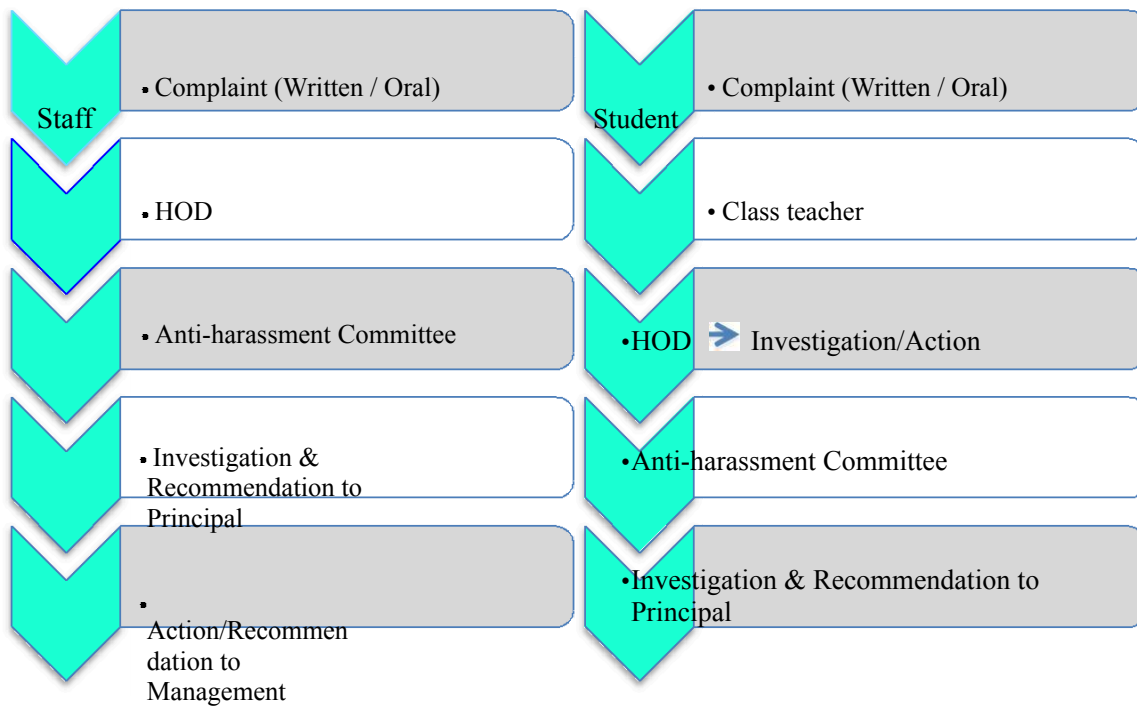 Staff
• Complaint (Written / Oral)
• HOD
• Anti-harassment Committee
• Investigation &
Recommendation to
Principal
•
Action/Recommen
dation to
Management
Student
• Complaint (Written / Oral)
• Class teacher
•HOD Investigation/Action
•Anti-harassment Committee
•Investigation & Recommendation to
Principal